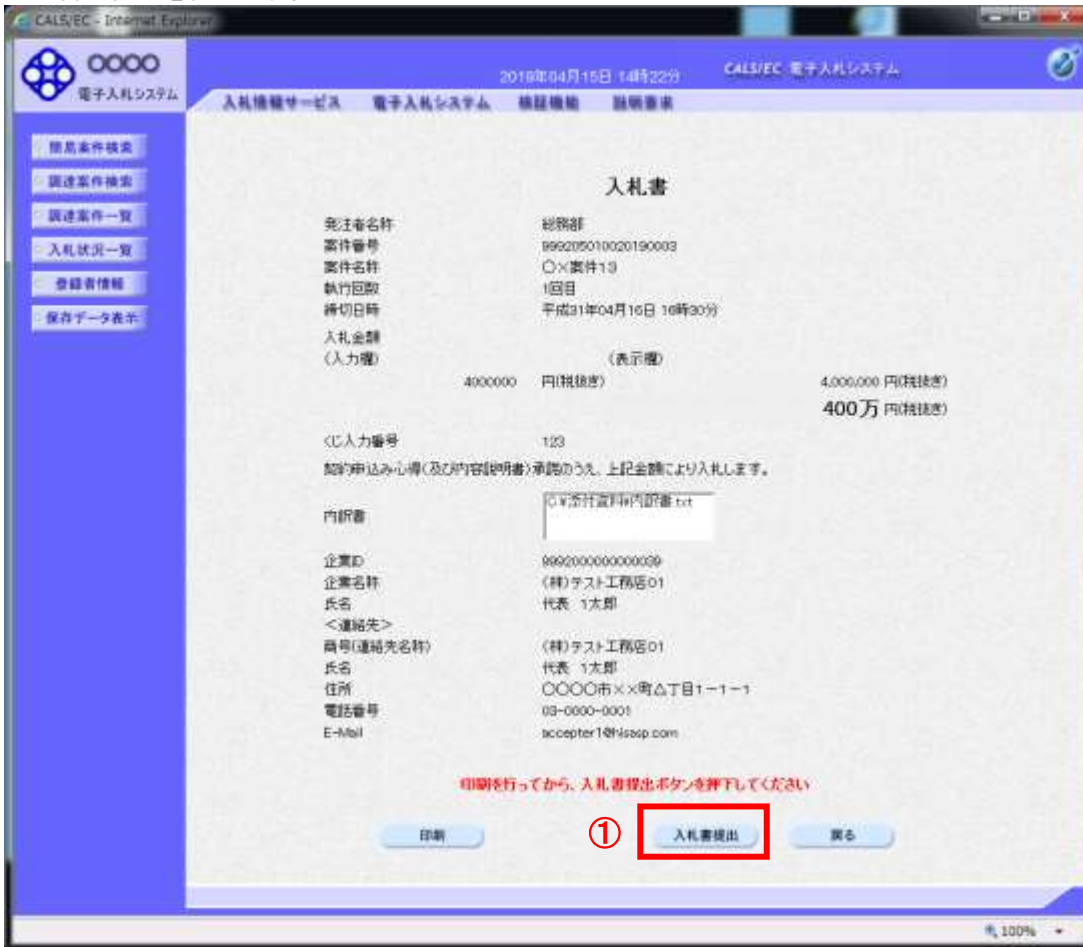 CALS/EC - Internet Explorer
〇〇〇〇
電子入札システム
2019年04月15日 14時22分
CALS/EC 電子入札システム
入札情報サービス 電子入札システム 検証機能 説明要求
簡易案件検索
調達案件検索
調達案件一覧
入札状況一覧
登録者情報
保存データ表示
入札書
発注者名称 総務部
案件番号 999205010020190003
案件名称 〇×案件13
執行回数 1回目
締切日時 平成31年04月16日 16時30分
入札金額
(入力欄) (表示欄)
4000000 円(税抜き) 4,000,000 円(税抜き)
400万 円(税抜き)
くじ入力番号 123
契約申込み心得(及び内容説明書)承諾のうえ、上記金額により入札します。
内訳書 C:¥添付資料¥内訳書.txt
企業ID 9992000000000039
企業名称 (株)テスト工務店01
氏名 代表 1太郎
<連絡先>
商号(連絡先名称) (株)テスト工務店01
氏名 代表 1太郎
住所 〇〇〇〇市××町△丁目1-1-1
電話番号 03-0000-0001
E-Mail accepter1@hisasp.com
印刷を行ってから、入札書提出ボタンを押下してください
印刷 ① 入札書提出 戻る
100%